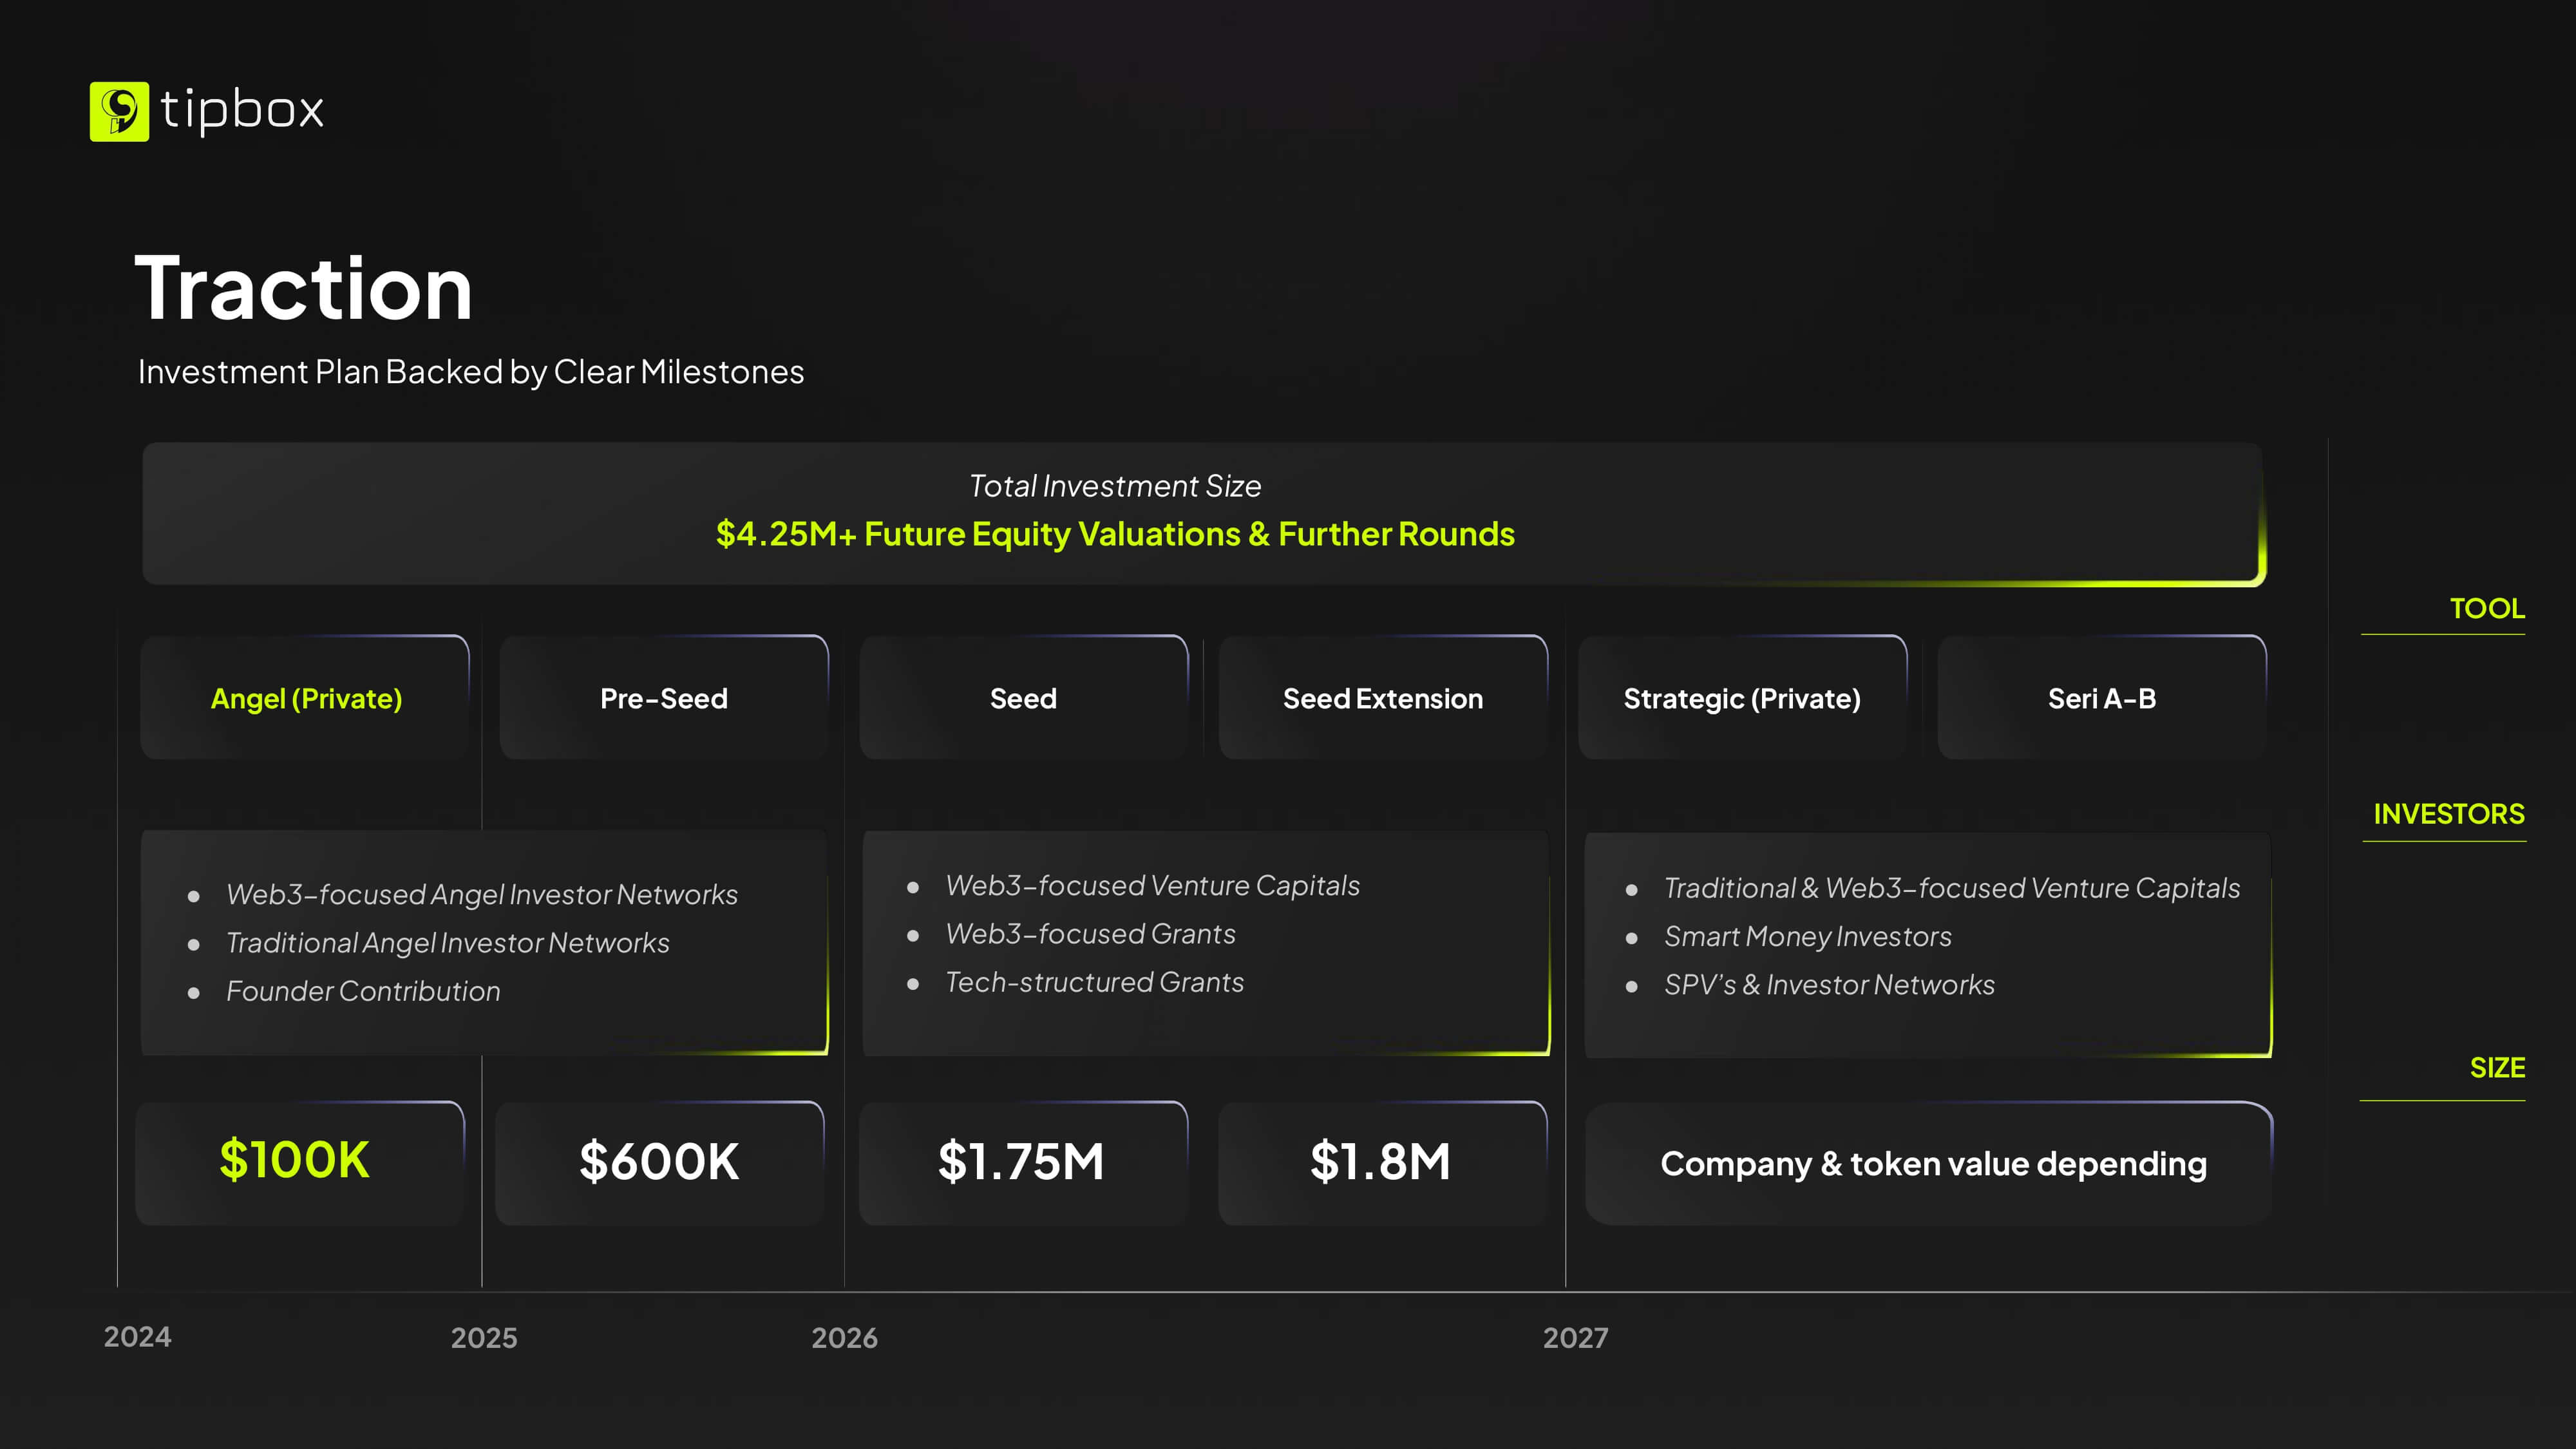 tipbox
Traction
Investment Plan Backed by Clear Milestones
Total Investment Size
$4.25M+ Future Equity Valuations & Further Rounds
TOOL
Angel (Private)
Pre-Seed
Seed
Seed Extension
Strategic (Private)
Seri A-B
INVESTORS
● Web3-focused Angel Investor Networks
● Traditional Angel Investor Networks
● Founder Contribution
● Web3-focused Venture Capitals
● Web3-focused Grants
● Tech-structured Grants
● Traditional & Web3-focused Venture Capitals
● Smart Money Investors
● SPV's & Investor Networks
SIZE
$100K
$600K
$1.75M
$1.8M
Company & token value depending
2024
2025
2026
2027